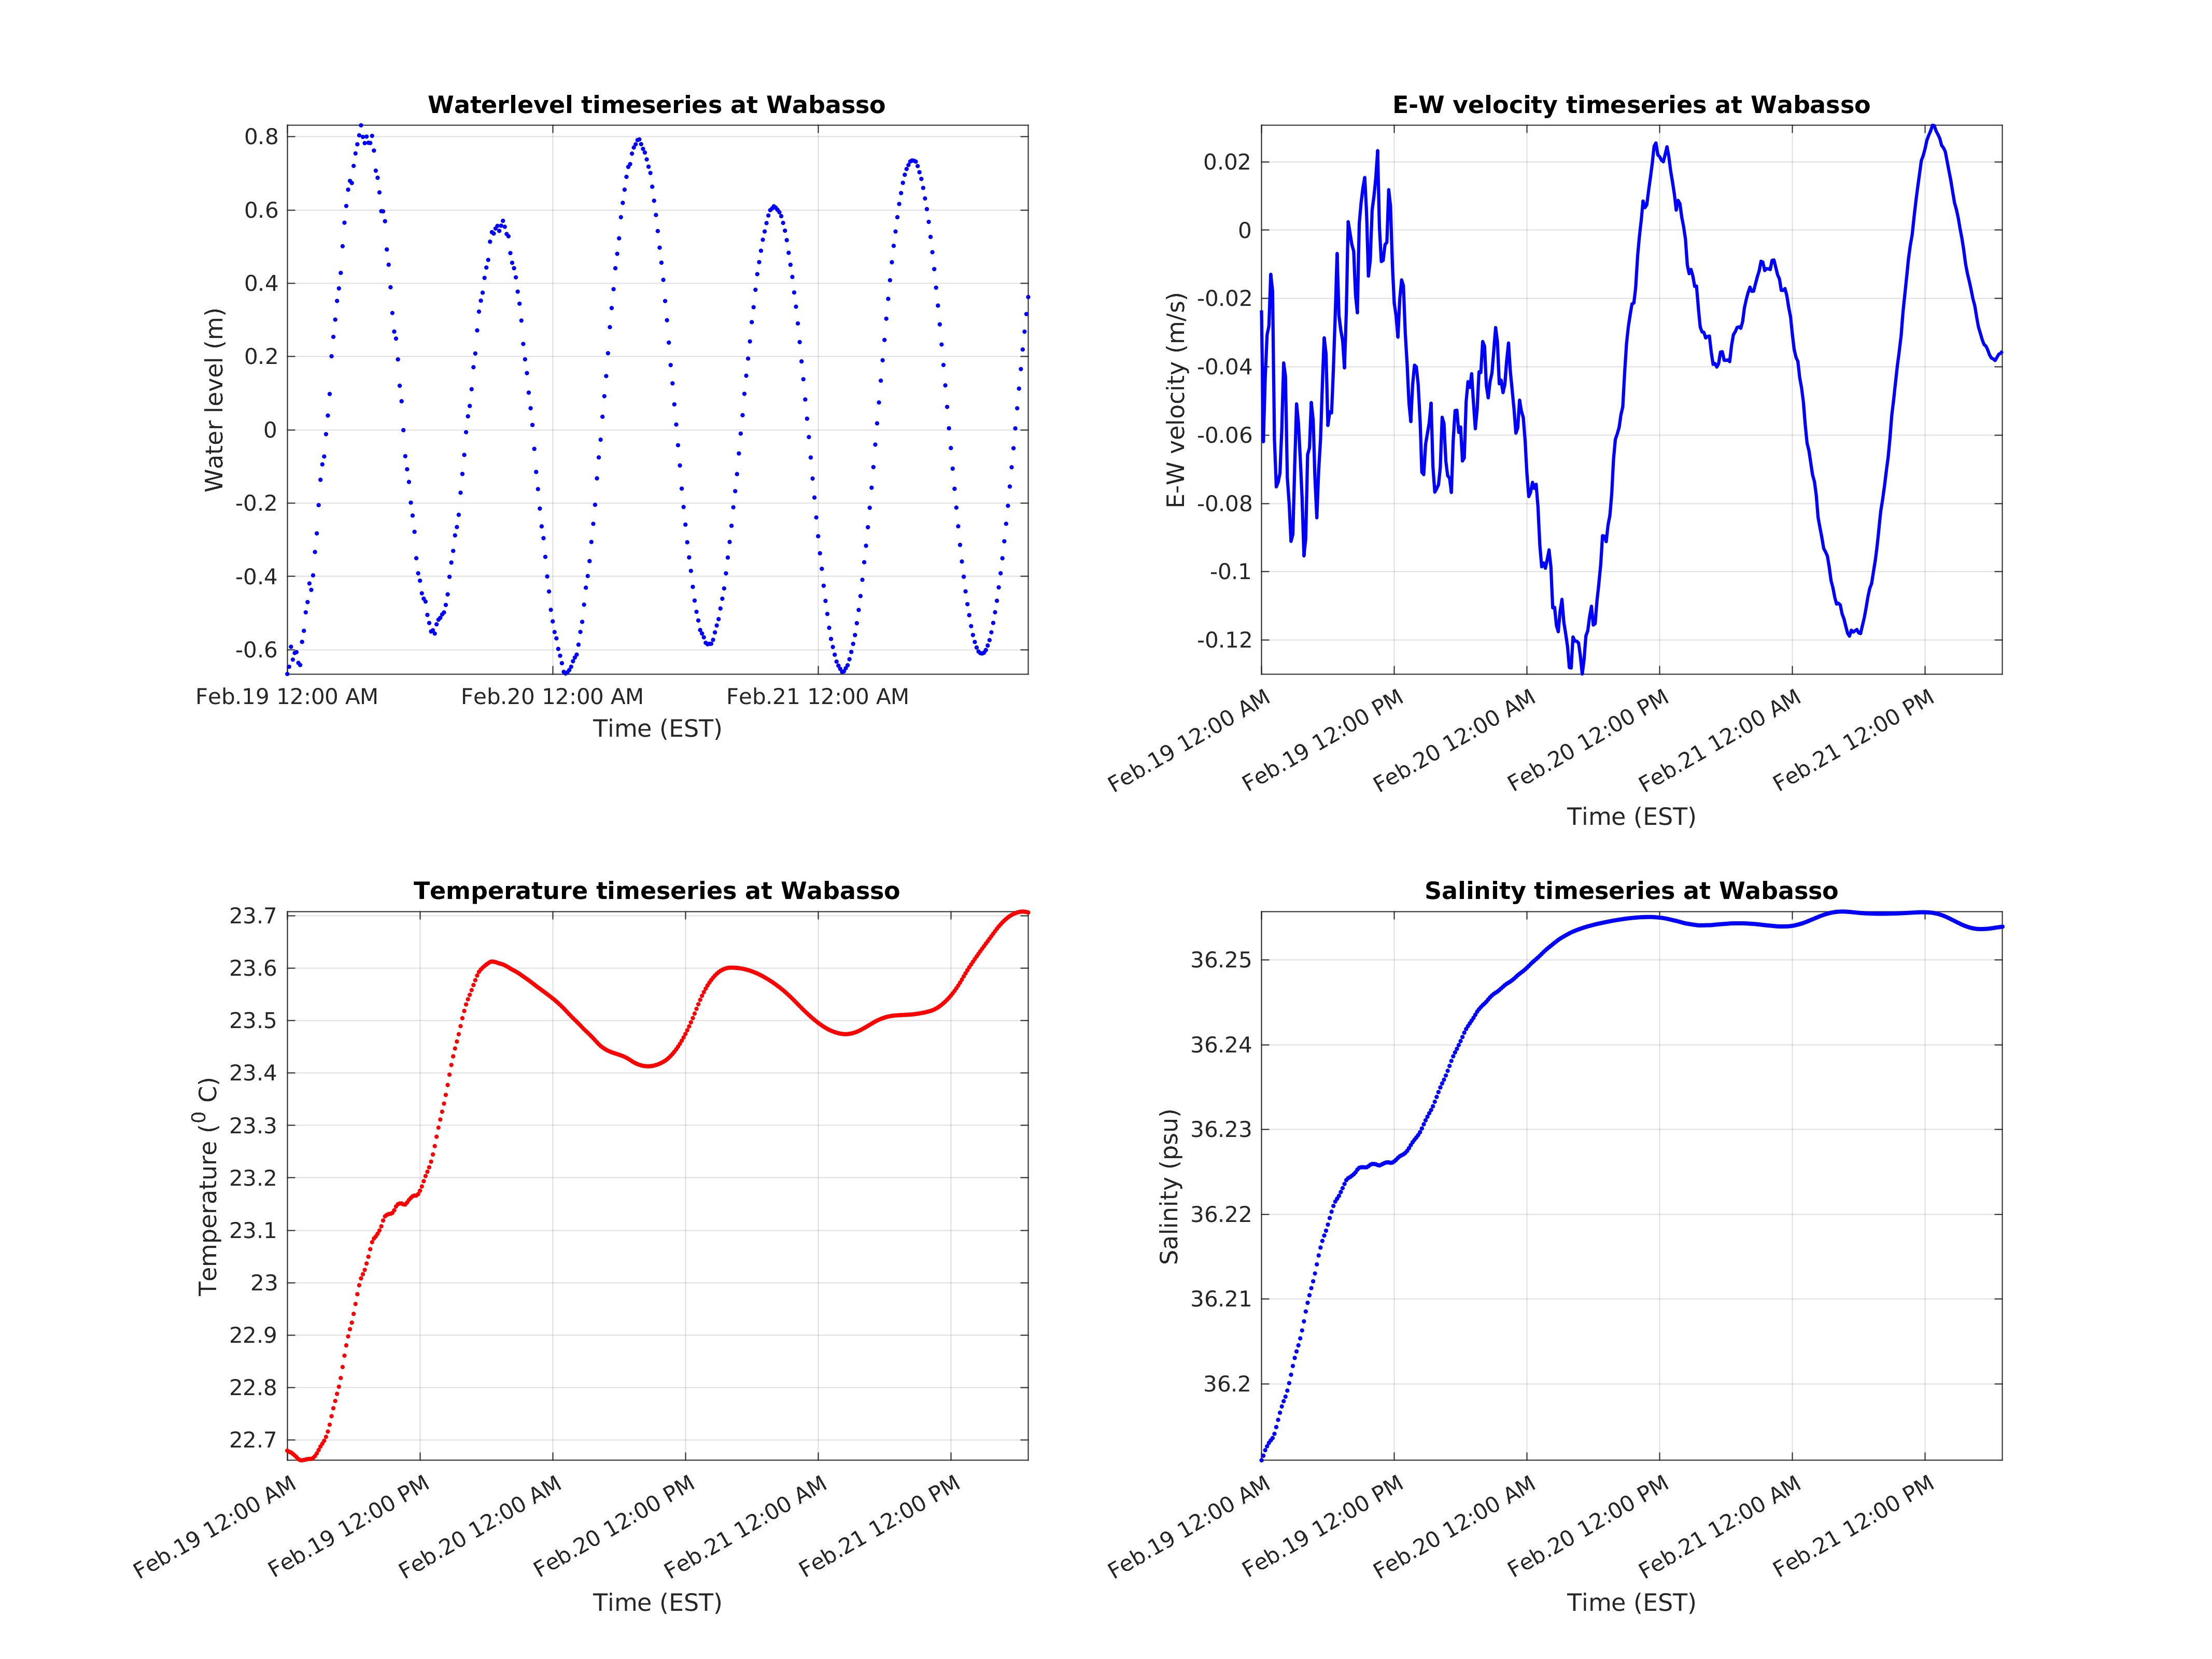 Waterlevel timeseries at Wabasso
0.8
0.6
0.4
0.2
0
-0.2
-0.4
-0.6
Water level (m)
Feb.19 12:00 AM
Feb.20 12:00 AM
Feb.21 12:00 AM
Time (EST)
E-W velocity timeseries at Wabasso
0.02
0
-0.02
-0.04
-0.06
-0.08
-0.1
-0.12
E-W velocity (m/s)
Feb.19 12:00 AM
Feb.19 12:00 PM
Feb.20 12:00 AM
Feb.20 12:00 PM
Feb.21 12:00 AM
Feb.21 12:00 PM
Time (EST)
Temperature timeseries at Wabasso
23.7
23.6
23.5
23.4
23.3
23.2
23.1
23
22.9
22.8
22.7
Temperature (⁰ C)
Feb.19 12:00 AM
Feb.19 12:00 PM
Feb.20 12:00 AM
Feb.20 12:00 PM
Feb.21 12:00 AM
Feb.21 12:00 PM
Time (EST)
Salinity timeseries at Wabasso
36.25
36.24
36.23
36.22
36.21
36.2
Salinity (psu)
Feb.19 12:00 AM
Feb.19 12:00 PM
Feb.20 12:00 AM
Feb.20 12:00 PM
Feb.21 12:00 AM
Feb.21 12:00 PM
Time (EST)